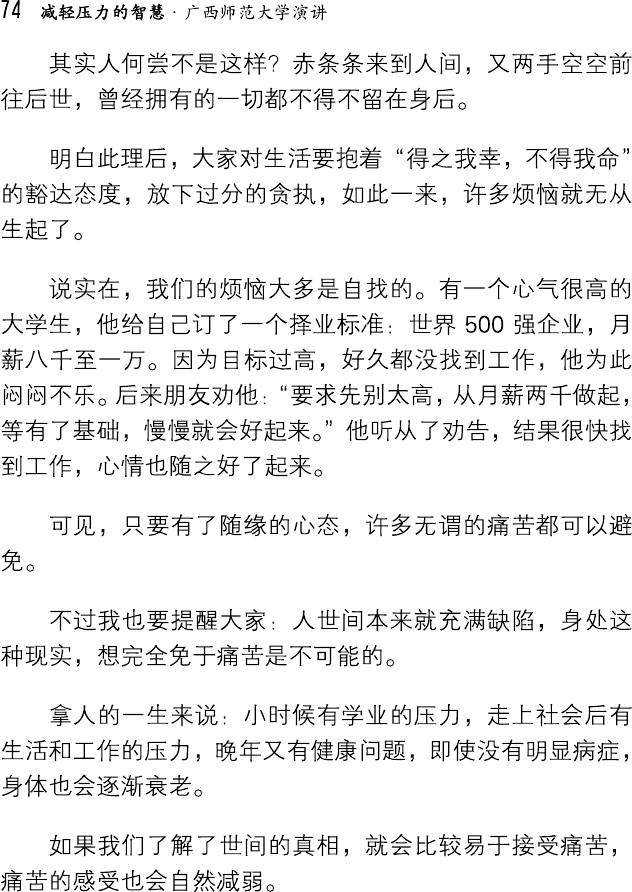 74 减轻压力的智慧·广西师范大学演讲
其实人何尝不是这样？赤条条来到人间，又两手空空前
往后世，曾经拥有的一切都不得不留在身后。
明白此理后，大家对生活要抱着“得之我幸，不得我命”
的豁达态度，放下过分的贪执，如此一来，许多烦恼就无从
生起了。
说实在，我们的烦恼大多是自找的。有一个心气很高的
大学生，他给自己订了一个择业标准：世界 500 强企业，月
薪八千至一万。因为目标过高，好久都没找到工作，他为此
闷闷不乐。后来朋友劝他：“要求先别太高，从月薪两千做起，
等有了基础，慢慢就会好起来。”他听从了劝告，结果很快找
到工作，心情也随之好了起来。
可见，只要有了随缘的心态，许多无谓的痛苦都可以避
免。
不过我也要提醒大家：人世间本来就充满缺陷，身处这
种现实，想完全免于痛苦是不可能的。
拿人的一生来说：小时候有学业的压力，走上社会后有
生活和工作的压力，晚年又有健康问题，即使没有明显病症，
身体也会逐渐衰老。
如果我们了解了世间的真相，就会比较易于接受痛苦，
痛苦的感受也会自然减弱。